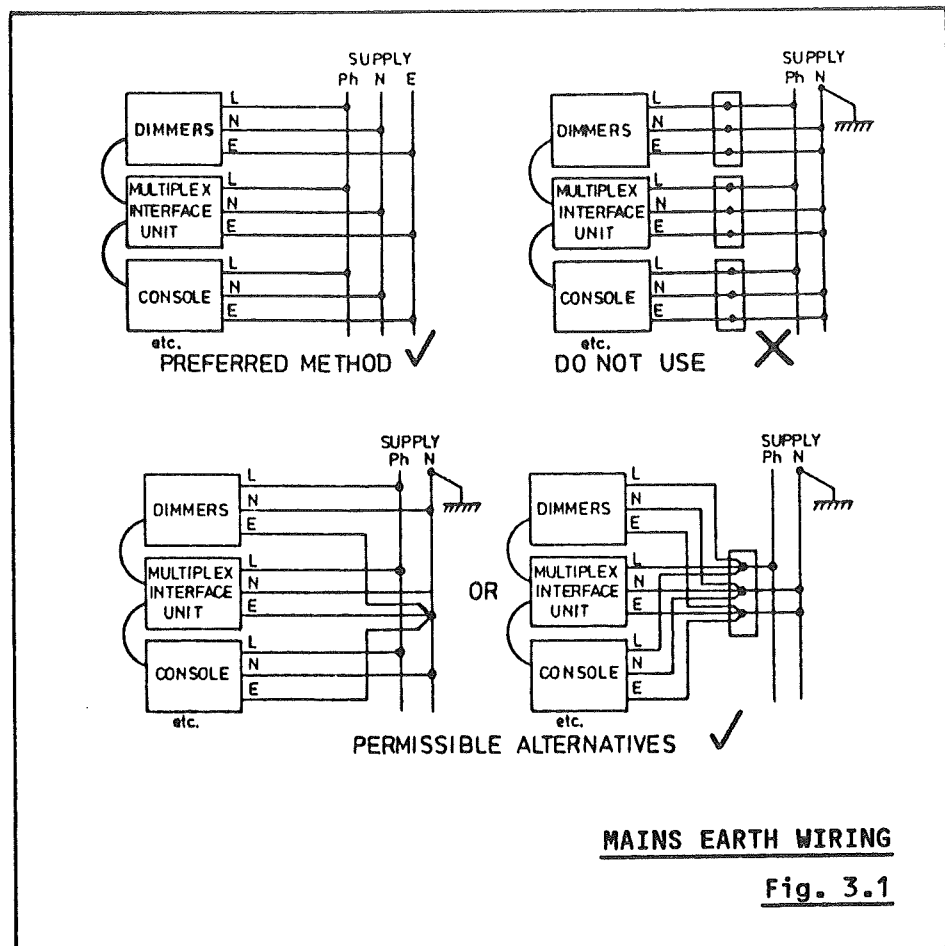 SUPPLY
Ph N E
DIMMERS
L
N
E
MULTIPLEX
INTERFACE
UNIT
L
N
E
CONSOLE
L
N
E
etc.
PREFERRED METHOD ✓
SUPPLY
Ph N
DIMMERS
L
N
E
MULTIPLEX
INTERFACE
UNIT
L
N
E
CONSOLE
L
N
E
etc.
DO NOT USE X
SUPPLY
Ph N
DIMMERS
L
N
E
MULTIPLEX
INTERFACE
UNIT
L
N
E
CONSOLE
L
N
E
etc.
OR
SUPPLY
Ph N
DIMMERS
L
N
E
MULTIPLEX
INTERFACE
UNIT
L
N
E
CONSOLE
L
N
E
etc.
PERMISSIBLE ALTERNATIVES ✓
MAINS EARTH WIRING
Fig. 3.1